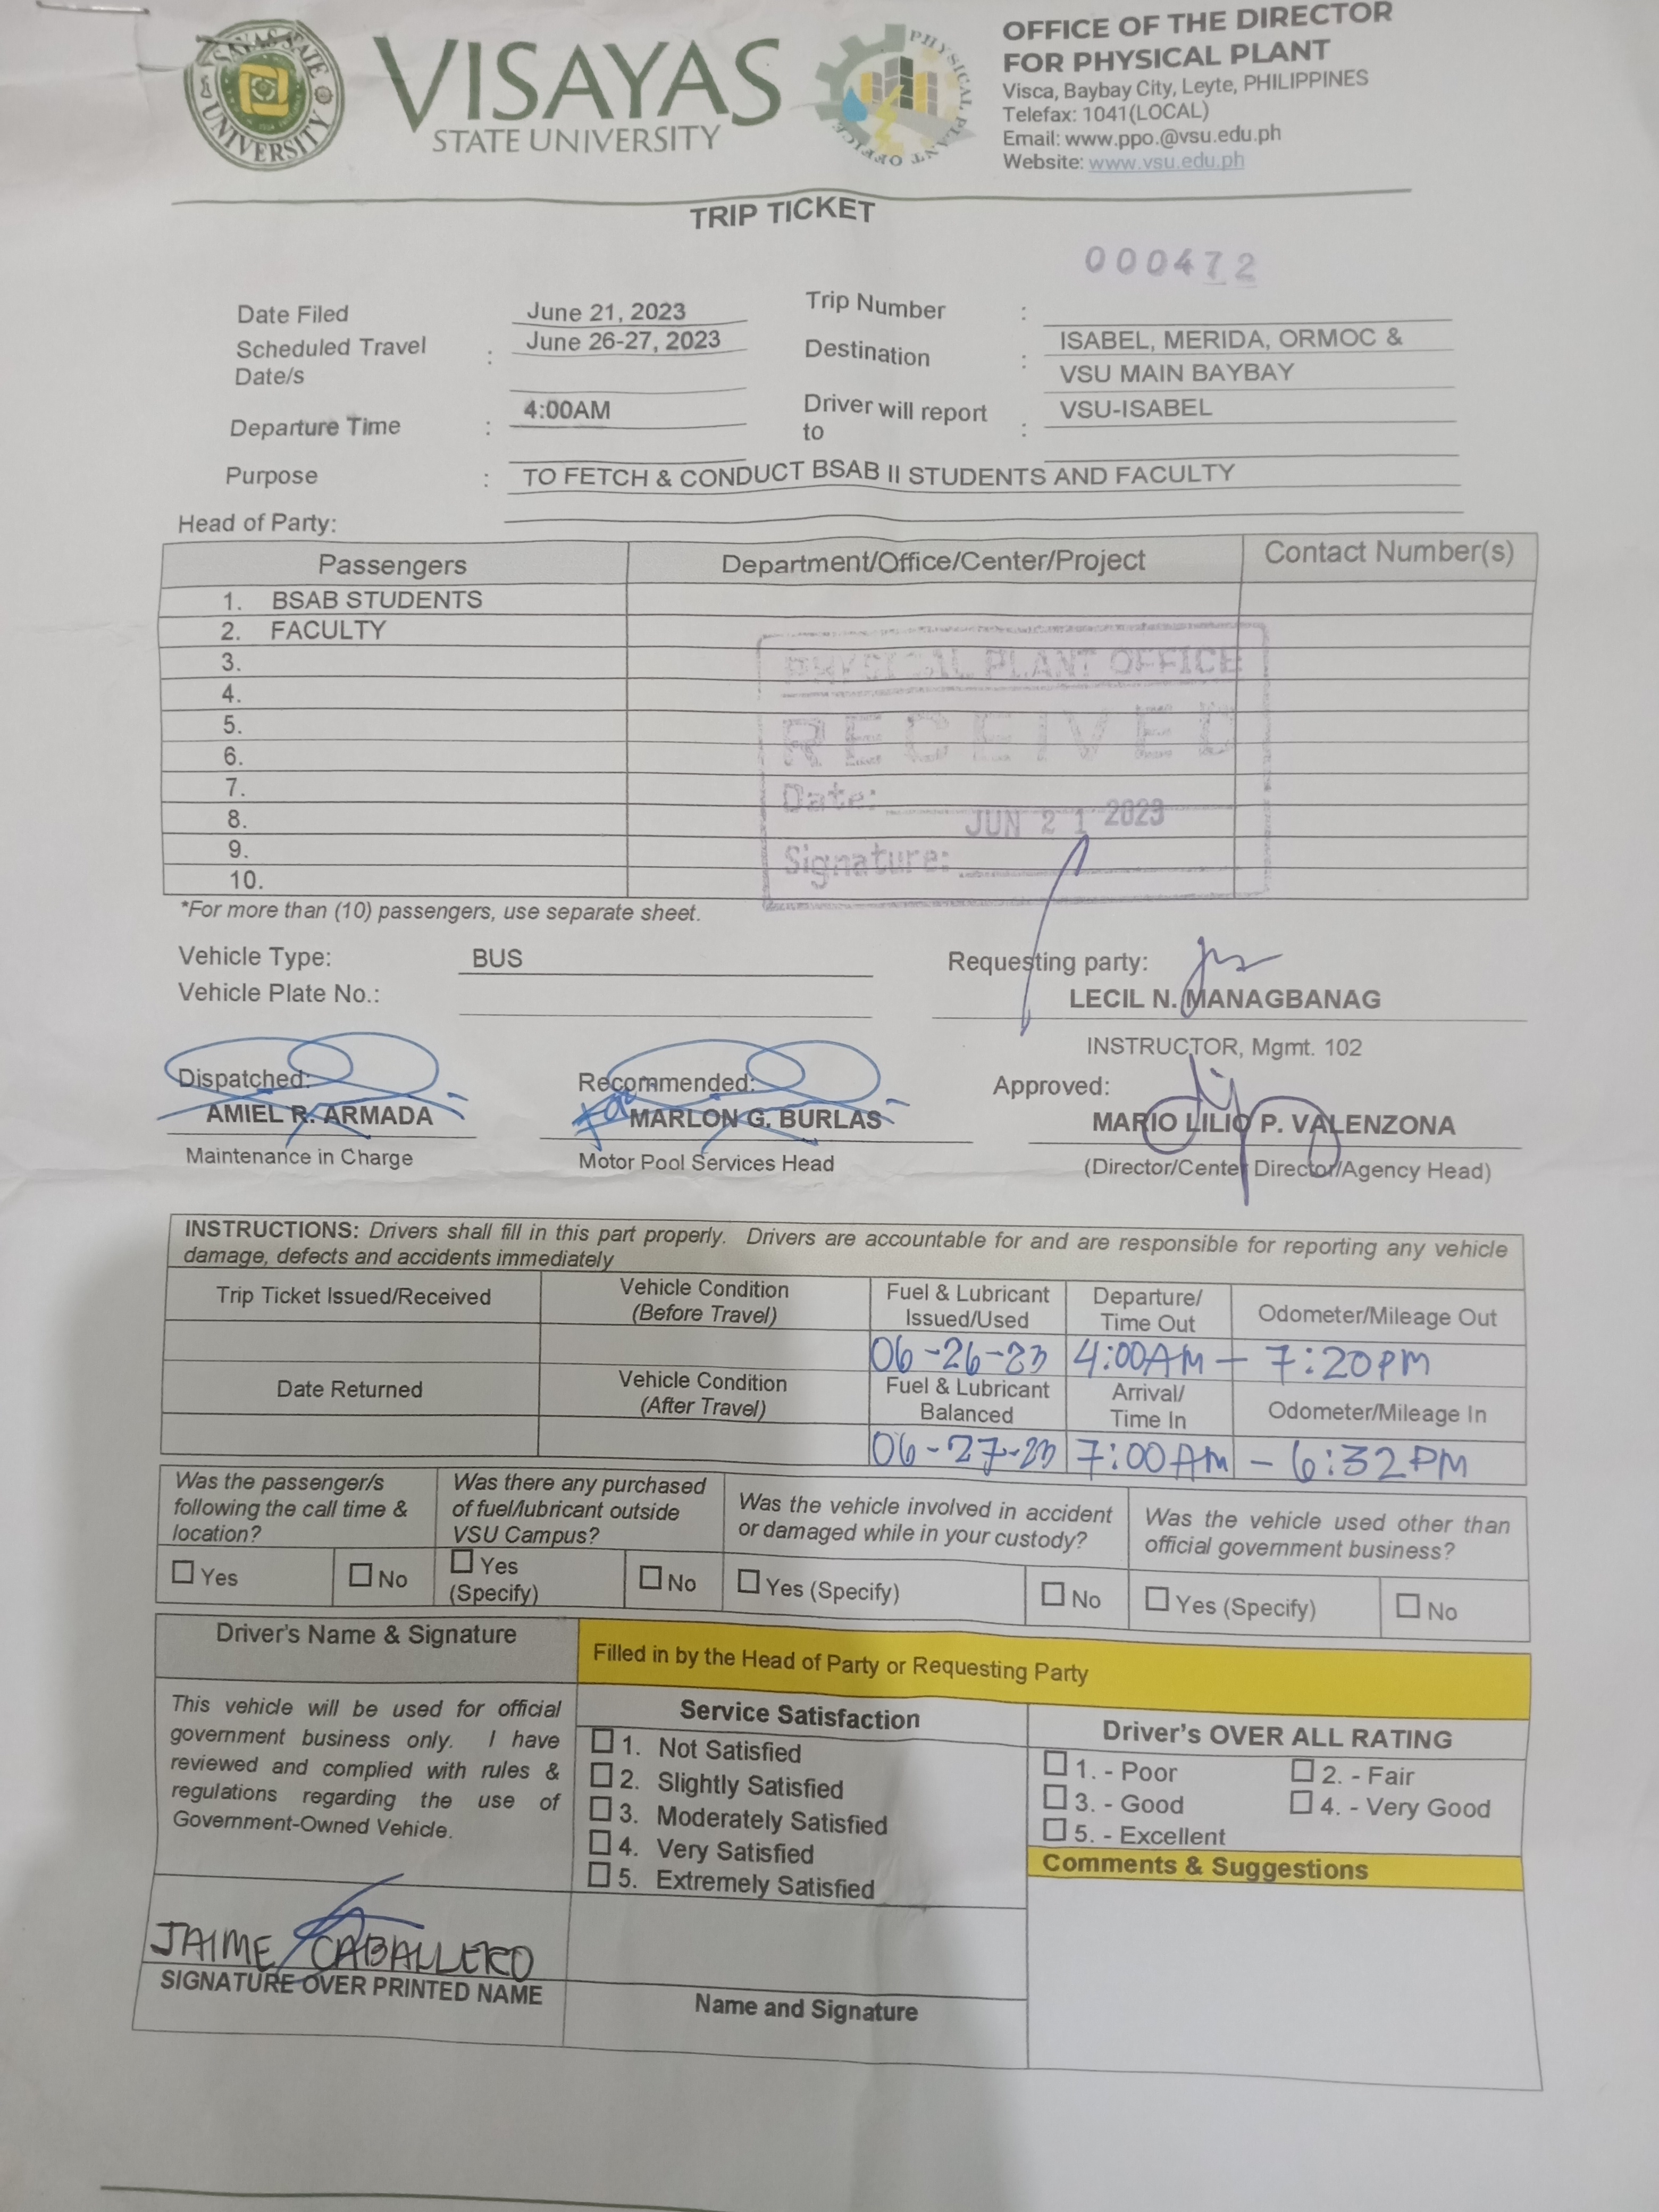 VISAYAS STATE UNIVERSITY
VISAYAS
STATE UNIVERSITY
PHYSICAL PLANT OFFICE
OFFICE OF THE DIRECTOR
FOR PHYSICAL PLANT
Visca, Baybay City, Leyte, PHILIPPINES
Telefax: 1041(LOCAL)
Email: www.ppo.@vsu.edu.ph
Website: www.vsu.edu.ph
TRIP TICKET
000472
Date Filed June 21, 2023 Trip Number :
Scheduled Travel Date/s : June 26-27, 2023 Destination : ISABEL, MERIDA, ORMOC &
VSU MAIN BAYBAY
Departure Time : 4:00AM Driver will report to : VSU-ISABEL
Purpose : TO FETCH & CONDUCT BSAB II STUDENTS AND FACULTY
Head of Party:
Passengers Department/Office/Center/Project Contact Number(s)
1. BSAB STUDENTS
2. FACULTY
3.
4.
5.
6.
7.
8.
9.
10.
PHYSICAL PLANT OFFICE
RECEIVED
Date: JUN 21 2023
Signature:
*For more than (10) passengers, use separate sheet.
Vehicle Type: BUS Requesting party:
Vehicle Plate No.: LECIL N. MANAGBANAG
INSTRUCTOR, Mgmt. 102
Dispatched: Recommended: Approved:
AMIEL R. ARMADA for MARLON G. BURLAS MARIO LILIO P. VALENZONA
Maintenance in Charge Motor Pool Services Head (Director/Center Director/Agency Head)
INSTRUCTIONS: Drivers shall fill in this part properly. Drivers are accountable for and are responsible for reporting any vehicle
damage, defects and accidents immediately
Trip Ticket Issued/Received Vehicle Condition (Before Travel) Fuel & Lubricant Issued/Used Departure/ Time Out Odometer/Mileage Out
06-26-23 4:00AM - 7:20PM
Date Returned Vehicle Condition (After Travel) Fuel & Lubricant Balanced Arrival/ Time In Odometer/Mileage In
06-27-23 7:00AM - 6:32PM
Was the passenger/s following the call time & location? Was there any purchased of fuel/lubricant outside VSU Campus? Was the vehicle involved in accident or damaged while in your custody? Was the vehicle used other than official government business?
Yes No Yes (Specify) No Yes (Specify) No Yes (Specify) No
Driver's Name & Signature Filled in by the Head of Party or Requesting Party
This vehicle will be used for official
government business only. I have
reviewed and complied with rules &
regulations regarding the use of
Government-Owned Vehicle.
Service Satisfaction
1. Not Satisfied
2. Slightly Satisfied
3. Moderately Satisfied
4. Very Satisfied
5. Extremely Satisfied
Driver's OVER ALL RATING
1. - Poor 2. - Fair
3. - Good 4. - Very Good
5. - Excellent
Comments & Suggestions
JAIME CABALLERO
SIGNATURE OVER PRINTED NAME
Name and Signature